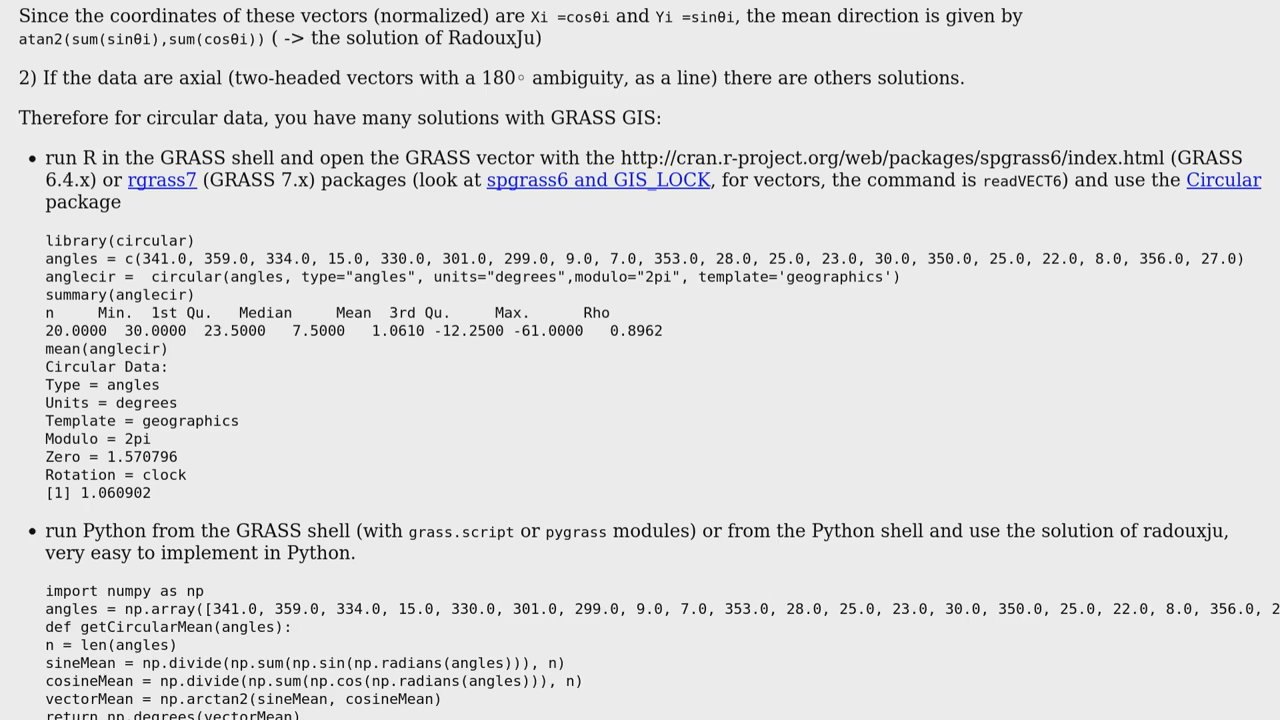 Since the coordinates of these vectors (normalized) are Xi =cosθi and Yi =sinθi, the mean direction is given by
atan2(sum(sinθi),sum(cosθi)) ( -> the solution of RadouxJu)
2) If the data are axial (two-headed vectors with a 180◦ ambiguity, as a line) there are others solutions.
Therefore for circular data, you have many solutions with GRASS GIS:
• run R in the GRASS shell and open the GRASS vector with the http://cran.r-project.org/web/packages/spgrass6/index.html (GRASS
6.4.x) or rgrass7 (GRASS 7.x) packages (look at spgrass6 and GIS_LOCK, for vectors, the command is readVECT6) and use the Circular
package
library(circular)
angles = c(341.0, 359.0, 334.0, 15.0, 330.0, 301.0, 299.0, 9.0, 7.0, 353.0, 28.0, 25.0, 23.0, 30.0, 350.0, 25.0, 22.0, 8.0, 356.0, 27.0)
anglecir =  circular(angles, type="angles", units="degrees",modulo="2pi", template='geographics')
summary(anglecir)
n     Min.  1st Qu.   Median     Mean  3rd Qu.     Max.      Rho
20.0000  30.0000  23.5000   7.5000   1.0610 -12.2500 -61.0000   0.8962
mean(anglecir)
Circular Data:
Type = angles
Units = degrees
Template = geographics
Modulo = 2pi
Zero = 1.570796
Rotation = clock
[1] 1.060902
• run Python from the GRASS shell (with grass.script or pygrass modules) or from the Python shell and use the solution of radouxju,
very easy to implement in Python.
import numpy as np
angles = np.array([341.0, 359.0, 334.0, 15.0, 330.0, 301.0, 299.0, 9.0, 7.0, 353.0, 28.0, 25.0, 23.0, 30.0, 350.0, 25.0, 22.0, 8.0, 356.0, 2
def getCircularMean(angles):
n = len(angles)
sineMean = np.divide(np.sum(np.sin(np.radians(angles))), n)
cosineMean = np.divide(np.sum(np.cos(np.radians(angles))), n)
vectorMean = np.arctan2(sineMean, cosineMean)
return np.degrees(vectorMean)